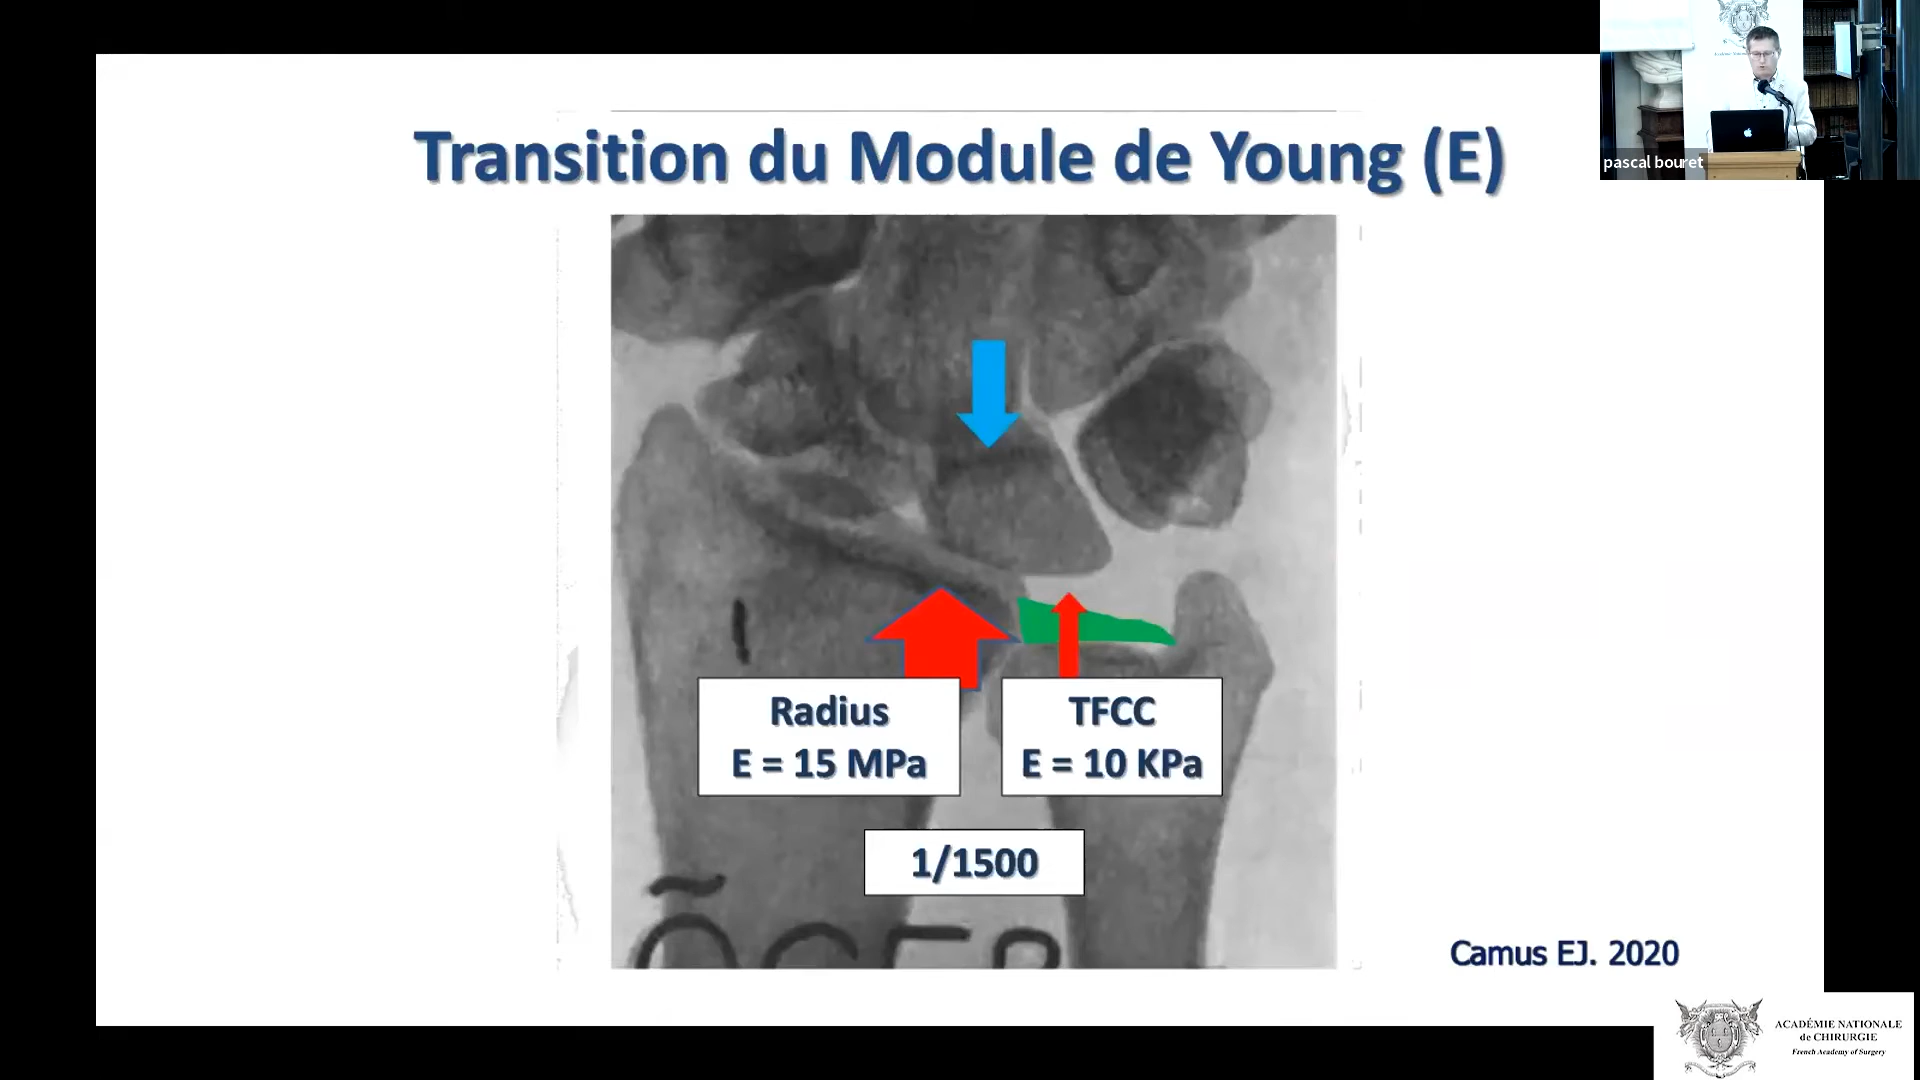 Transition du Module de Young (E)
pascal bouret
Radius
E = 15 MPa
TFCC
E = 10 KPa
1/1500
Camus EJ. 2020
ACADÉMIE NATIONALE
de CHIRURGIE
French Academy of Surgery